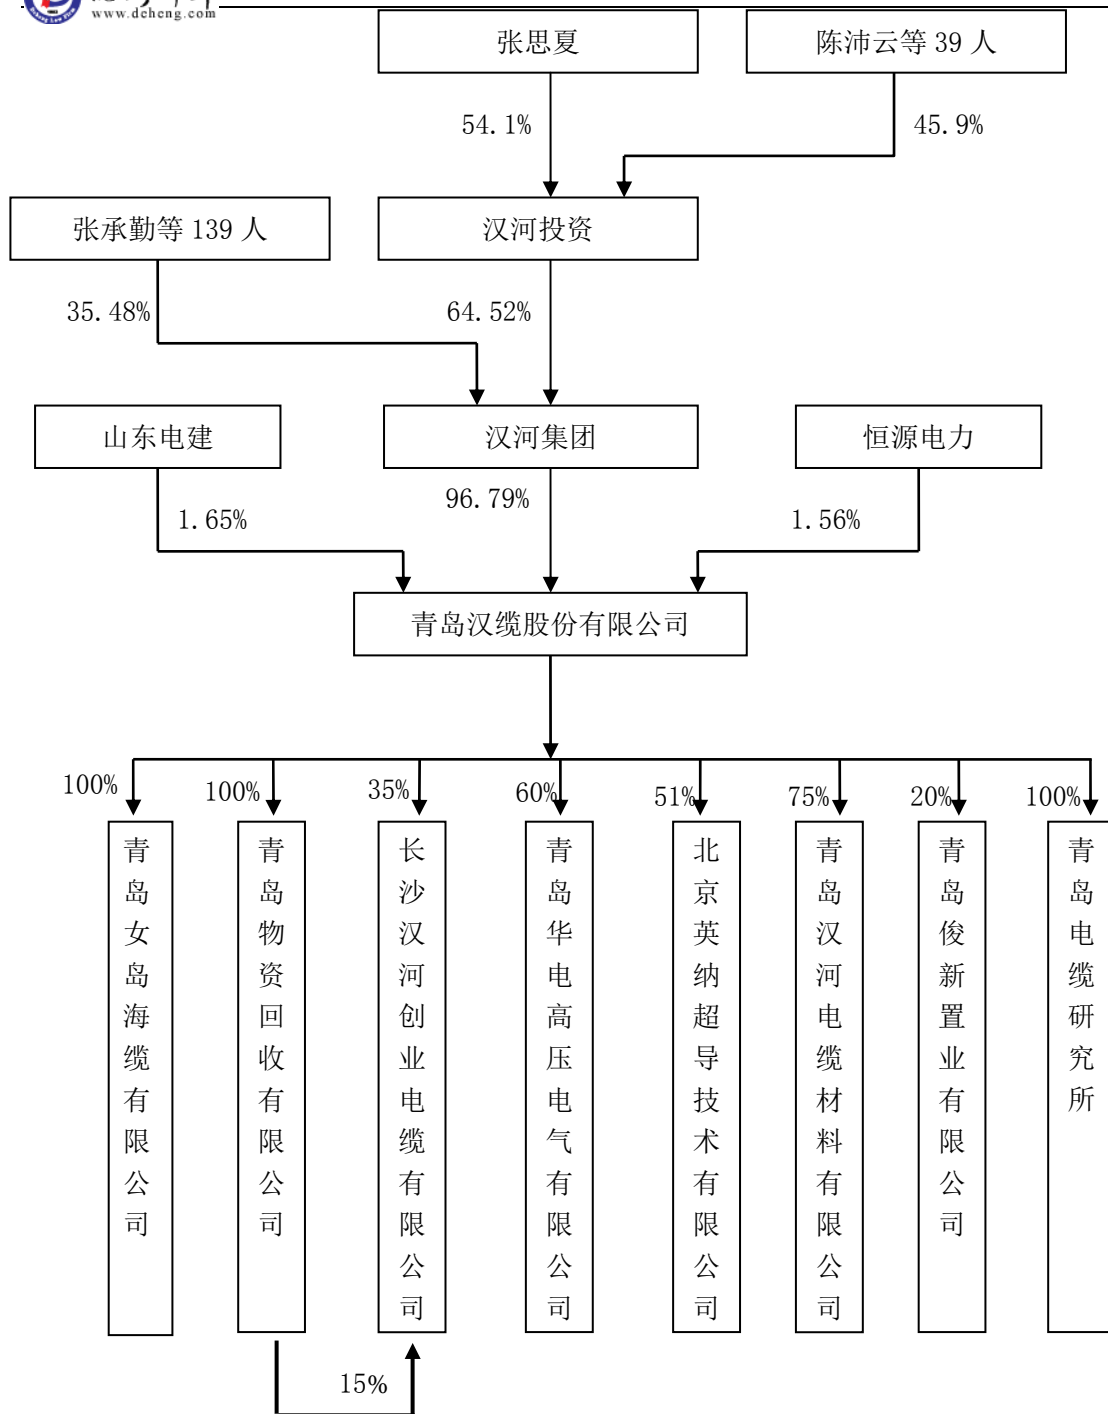 www.deheng.com
张思夏
陈沛云等 39 人
54.1%
45.9%
张承勤等 139 人
汉河投资
35.48%
64.52%
山东电建
汉河集团
恒源电力
1.65%
96.79%
1.56%
青岛汉缆股份有限公司
100%
100%
35%
60%
51%
75%
20%
100%
青岛女岛海缆有限公司
青岛物资回收有限公司
长沙汉河创业电缆有限公司
青岛华电高压电气有限公司
北京英纳超导技术有限公司
青岛汉河电缆材料有限公司
青岛俊新置业有限公司
青岛电缆研究所
15%